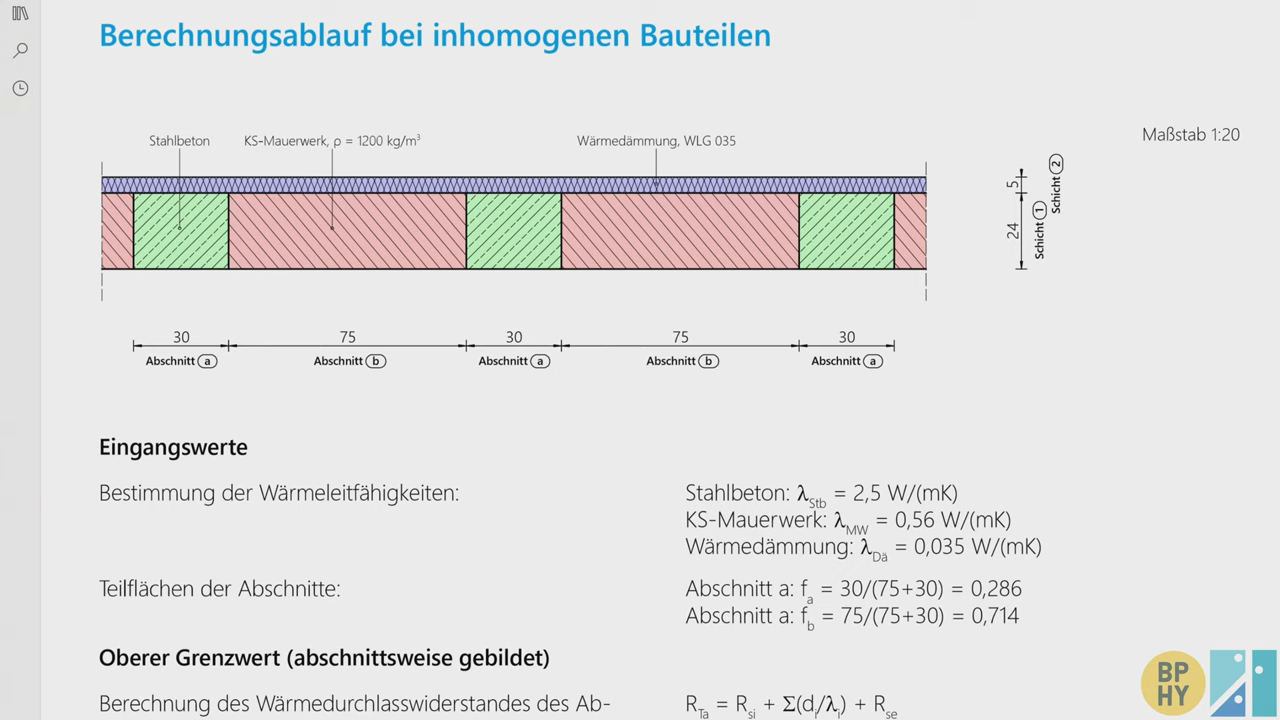 Berechnungsablauf bei inhomogenen Bauteilen
Maßstab 1:20
Stahlbeton
KS-Mauerwerk, ρ = 1200 kg/m³
Wärmedämmung, WLG 035
5
Schicht 2
24
Schicht 1
30
75
30
75
30
Abschnitt a
Abschnitt b
Abschnitt a
Abschnitt b
Abschnitt a
Eingangswerte
Bestimmung der Wärmeleitfähigkeiten:
Stahlbeton: λStb = 2,5 W/(mK)
KS-Mauerwerk: λMW = 0,56 W/(mK)
Wärmedämmung: λDä = 0,035 W/(mK)
Teilflächen der Abschnitte:
Abschnitt a: fa = 30/(75+30) = 0,286
Abschnitt a: fb = 75/(75+30) = 0,714
Oberer Grenzwert (abschnittsweise gebildet)
Berechnung des Wärmedurchlasswiderstandes des Ab-
RTa = Rsi + Σ(di/λi) + Rse
BP
HY